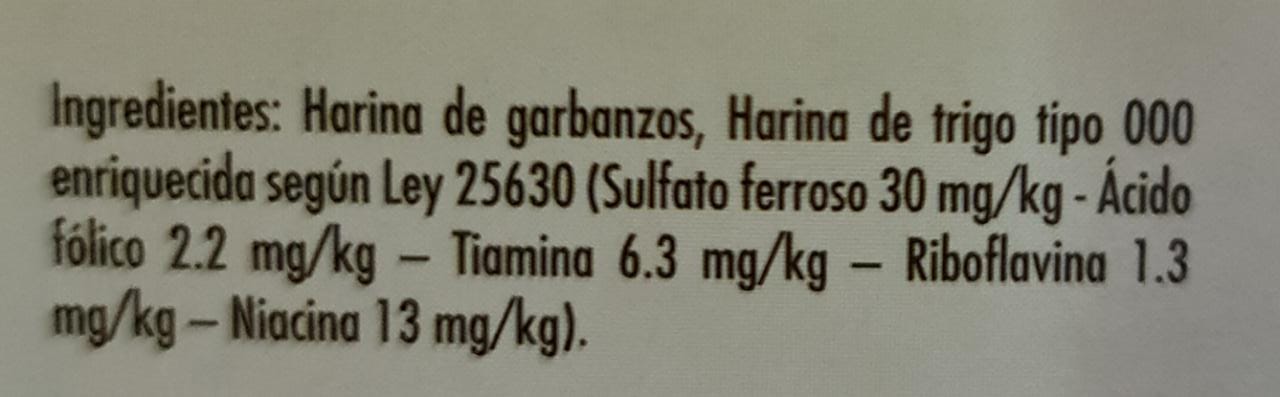 Ingredientes: Harina de garbanzos, Harina de trigo tipo 000
enriquecida según Ley 25630 (Sulfato ferroso 30 mg/kg - Ácido
fólico 2.2 mg/kg – Tiamina 6.3 mg/kg – Riboflavina 1.3
mg/kg – Niacina 13 mg/kg).